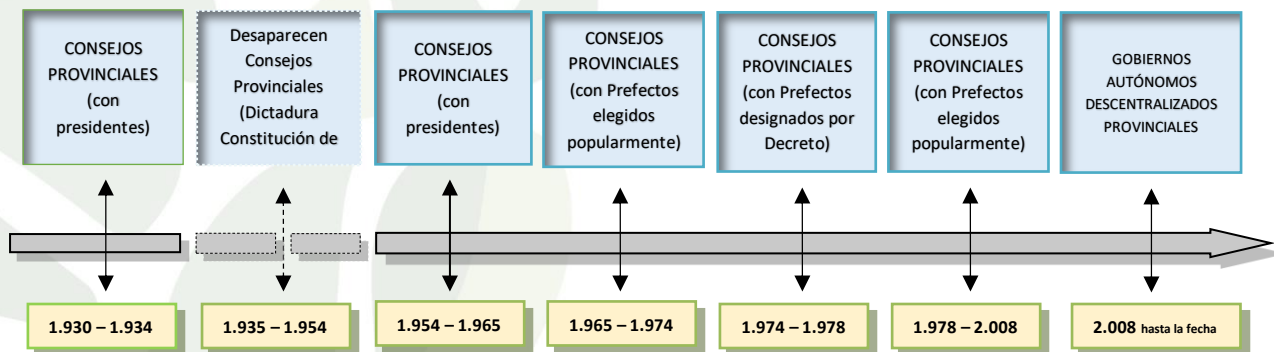 CONSEJOS
PROVINCIALES
(con
presidentes)
Desaparecen
Consejos
Provinciales
(Dictadura
Constitución de
CONSEJOS
PROVINCIALES
(con
presidentes)
CONSEJOS
PROVINCIALES
(con Prefectos
elegidos
popularmente)
CONSEJOS
PROVINCIALES
(con Prefectos
designados por
Decreto)
CONSEJOS
PROVINCIALES
(con Prefectos
elegidos
popularmente)
GOBIERNOS
AUTÓNOMOS
DESCENTRALIZADOS
PROVINCIALES
1.930 – 1.934
1.935 – 1.954
1.954 – 1.965
1.965 – 1.974
1.974 – 1.978
1.978 – 2.008
2.008 hasta la fecha